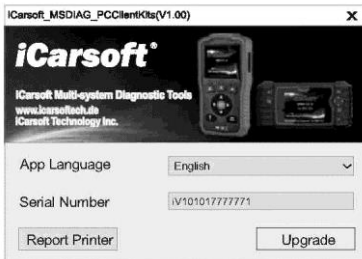 iCarsoft_MSDIAG_PCClientKits(V1.00)
X
iCarsoft®
iCarsoft Multi-system Diagnostic Tools
www.icarsoftech.de
iCarsoft Technology Inc.
App Language
English
Serial Number
iV101017777771
Report Printer
Upgrade